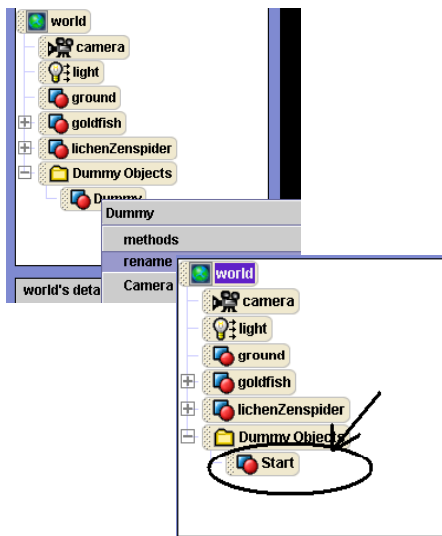 world
camera
light
ground
goldfish
lichenZenspider
Dummy Objects
Dummy
Dummy
methods
rename
Camera
world's deta
world
camera
light
ground
goldfish
lichenZenspider
Dummy Objects
Start